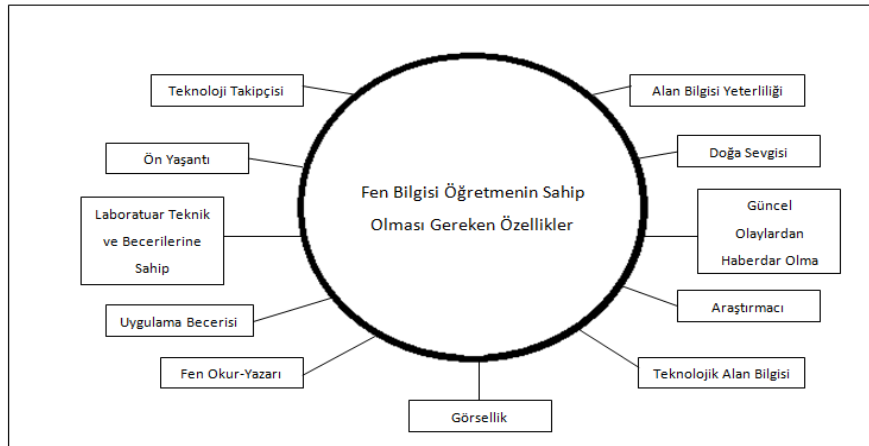 Teknoloji Takipçisi
Alan Bilgisi Yeterliliği
Ön Yaşantı
Doğa Sevgisi
Fen Bilgisi Öğretmenin Sahip
Olması Gereken Özellikler
Laboratuar Teknik
ve Becerilerine
Sahip
Güncel
Olaylardan
Haberdar Olma
Uygulama Becerisi
Araştırmacı
Fen Okur-Yazarı
Teknolojik Alan Bilgisi
Görsellik